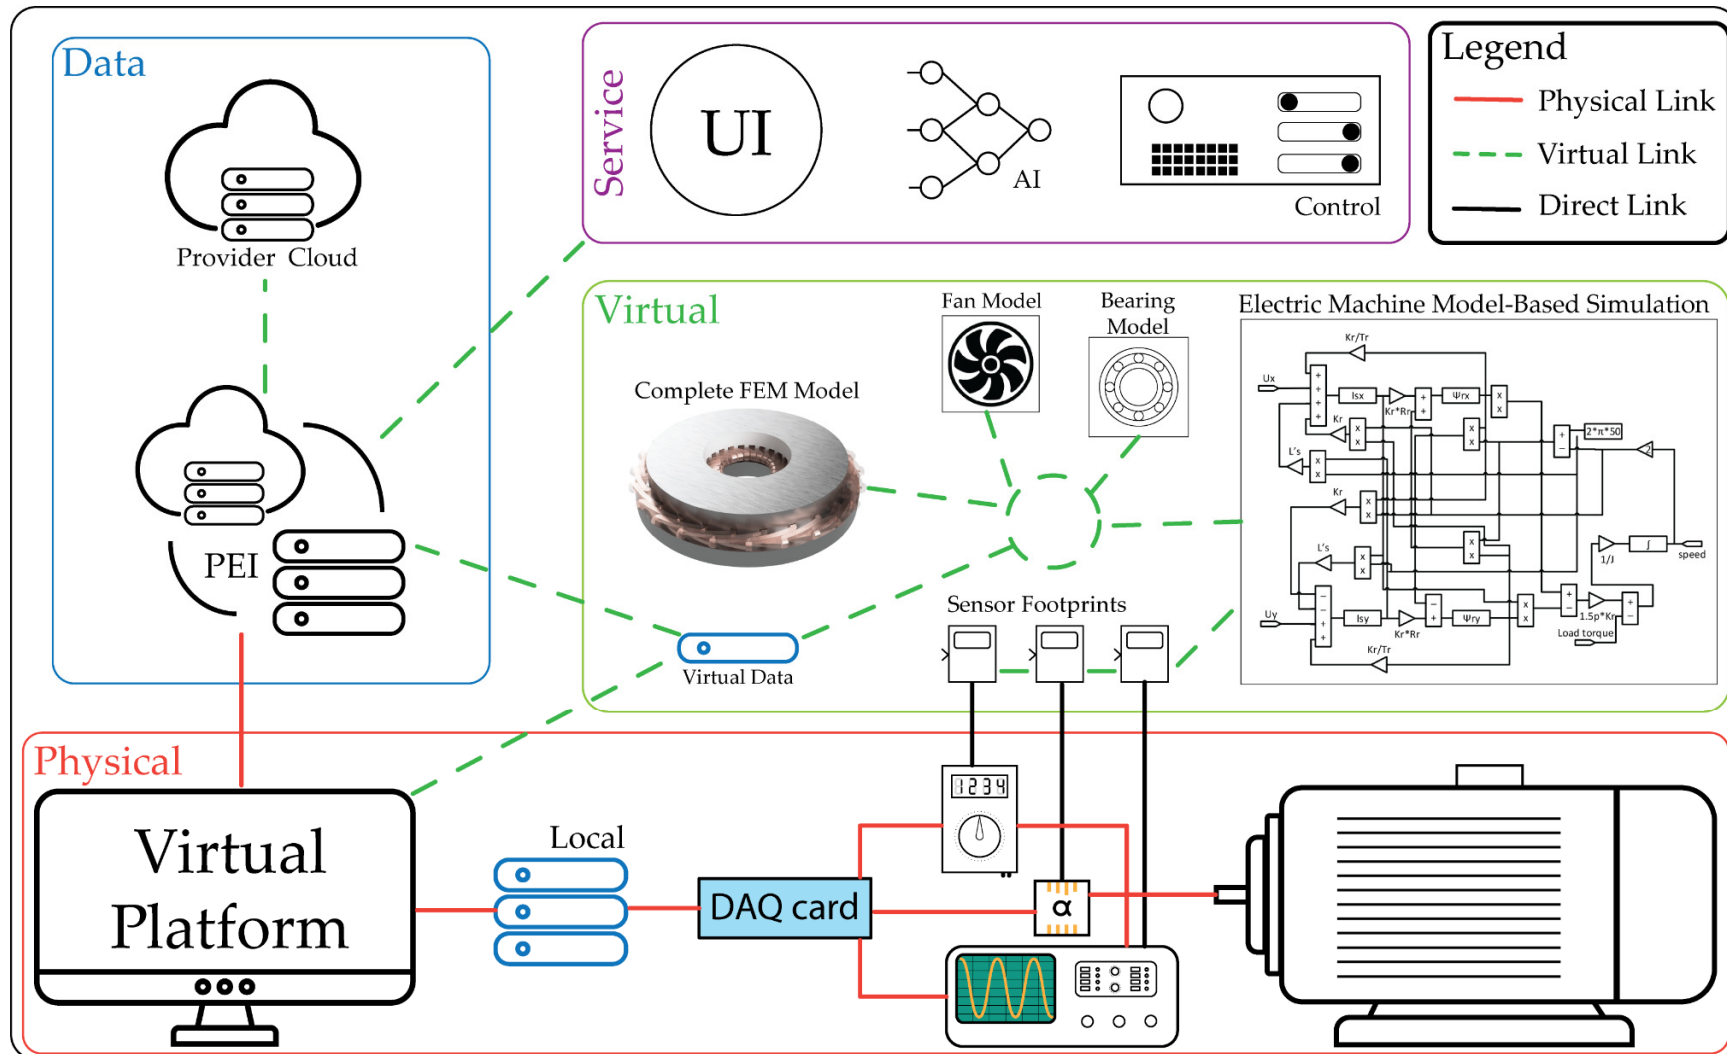 Data
Provider Cloud
PEI
Service
UI
AI
Control
Legend
Physical Link
Virtual Link
Direct Link
Virtual
Complete FEM Model
Fan Model
Bearing
Model
Electric Machine Model-Based Simulation
Kr/Tr
Ux
+
+
+
+
Isx
Kr*Rr
+
+
Ψrx
x
x
Kr
x
x
x
x
+
−
2*π*50
2
L's
x
x
x
x
Kr
x
x
x
x
L's
x
x
1/J
∫
speed
Uy
−
−
+
+
Isy
Kr*Rr
−
+
Ψry
x
x
+
−
1.5p*Kr
+
−
Load torque
Kr/Tr
Sensor Footprints
Virtual Data
Physical
Virtual
Platform
Local
DAQ card
1234
α